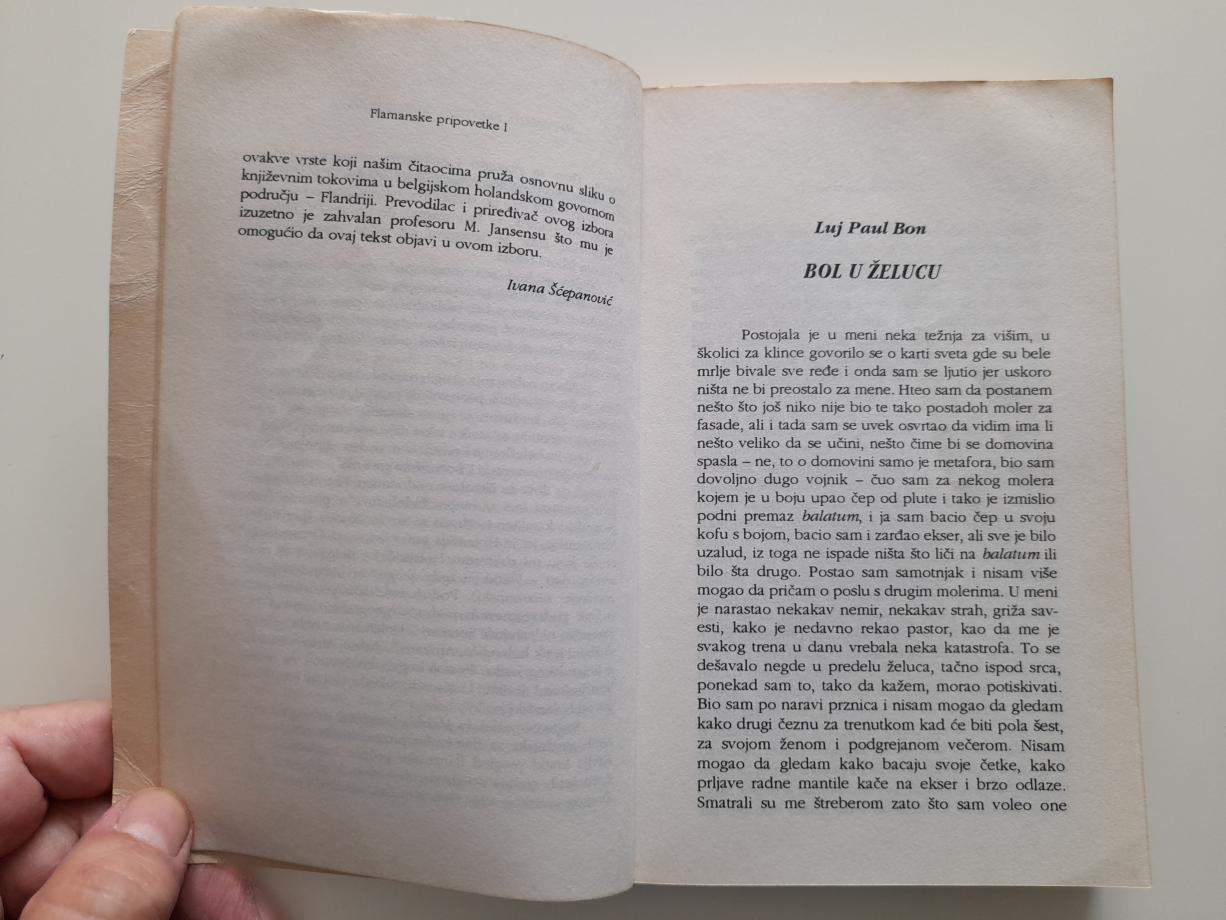 Flamanske pripovetke I
ovakve vrste koji našim čitaocima pruža osnovnu sliku o
književnim tokovima u belgijskom holandskom govornom
području – Flandriji. Prevodilac i priređivač ovog izbora
izuzetno je zahvalan profesoru M. Jansensu što mu je
omogućio da ovaj tekst objavi u ovom izboru.
Ivana Šćepanović
Luj Paul Bon
BOL U ŽELUCU
Postojala je u meni neka težnja za višim, u
školici za klince govorilo se o karti sveta gde su bele
mrlje bivale sve ređe i onda sam se ljutio jer uskoro
ništa ne bi preostalo za mene. Hteo sam da postanem
nešto što još niko nije bio te tako postadoh moler za
fasade, ali i tada sam se uvek osvrtao da vidim ima li
nešto veliko da se učini, nešto čime bi se domovina
spasla – ne, to o domovini samo je metafora, bio sam
dovoljno dugo vojnik – čuo sam za nekog molera
kojem je u boju upao čep od plute i tako je izmislio
podni premaz balatum, i ja sam bacio čep u svoju
kofu s bojom, bacio sam i zarđao ekser, ali sve je bilo
uzalud, iz toga ne ispade ništa što liči na balatum ili
bilo šta drugo. Postao sam samotnjak i nisam više
mogao da pričam o poslu s drugim molerima. U meni
je narastao nekakav nemir, nekakav strah, griža sav-
esti, kako je nedavno rekao pastor, kao da me je
svakog trena u danu vrebala neka katastrofa. To se
dešavalo negde u predelu želuca, tačno ispod srca,
ponekad sam to, tako da kažem, morao potiskivati.
Bio sam po naravi prznica i nisam mogao da gledam
kako drugi čeznu za trenutkom kad će biti pola šest,
za svojom ženom i podgrejanom večerom. Nisam
mogao da gledam kako bacaju svoje četke, kako
prljave radne mantile kače na ekser i brzo odlaze.
Smatrali su me štreberom zato što sam voleo one